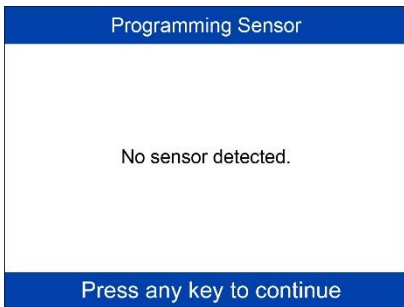 Programming Sensor
No sensor detected.
Press any key to continue